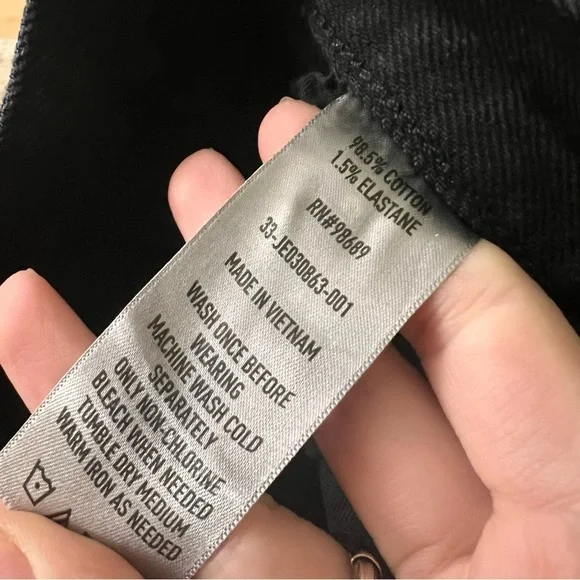 98.5% COTTON
1.5% ELASTANE
RN#98689
33-JE030863-001
MADE IN VIETNAM
WASH ONCE BEFORE
WEARING
MACHINE WASH COLD
SEPARATELY
ONLY NON-CHLORINE
BLEACH WHEN NEEDED
TUMBLE DRY MEDIUM
WARM IRON AS NEEDED